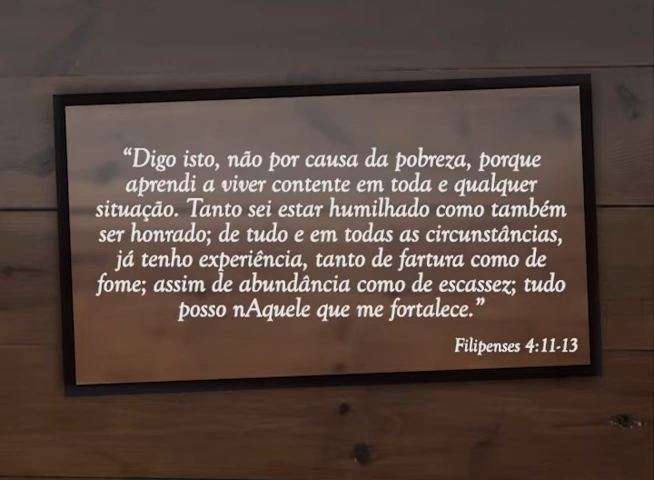 “Digo isto, não por causa da pobreza, porque
aprendi a viver contente em toda e qualquer
situação. Tanto sei estar humilhado como também
ser honrado; de tudo e em todas as circunstâncias,
já tenho experiência, tanto de fartura como de
fome; assim de abundância como de escassez; tudo
posso nAquele que me fortalece.”
Filipenses 4:11-13